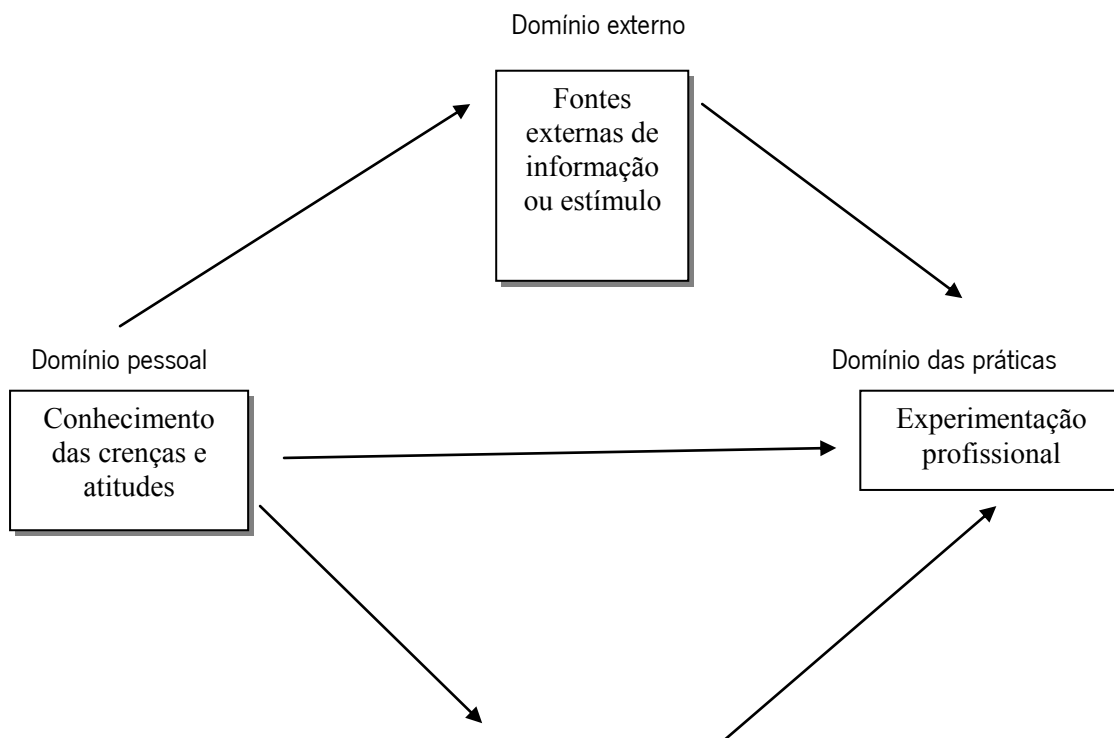 Domínio externo
Fontes
externas de
informação
ou estímulo
Domínio pessoal
Conhecimento
das crenças e
atitudes
Domínio das práticas
Experimentação
profissional